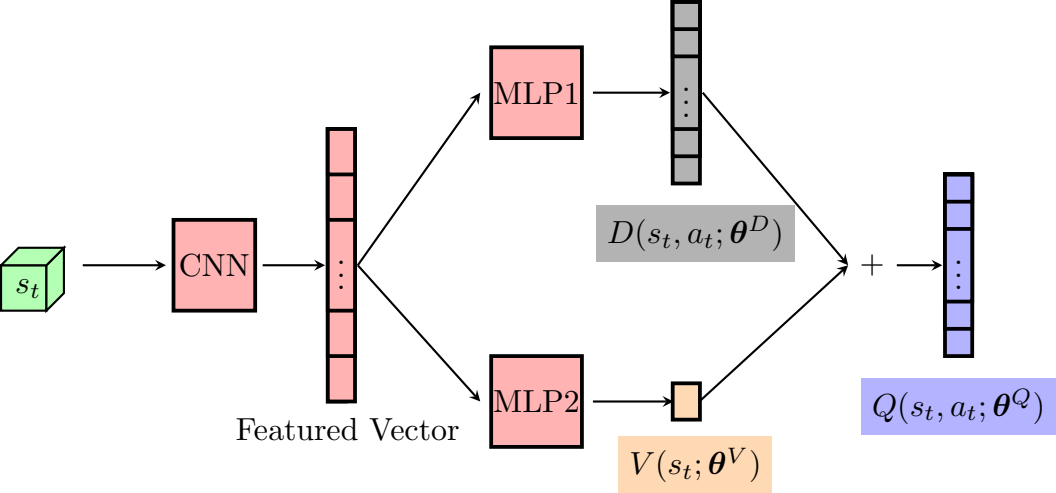 s_t
CNN
⋮
Featured Vector
MLP1
⋮
D(s_t, a_t; θ^D)
MLP2
V(s_t; θ^V)
+
⋮
Q(s_t, a_t; θ^Q)